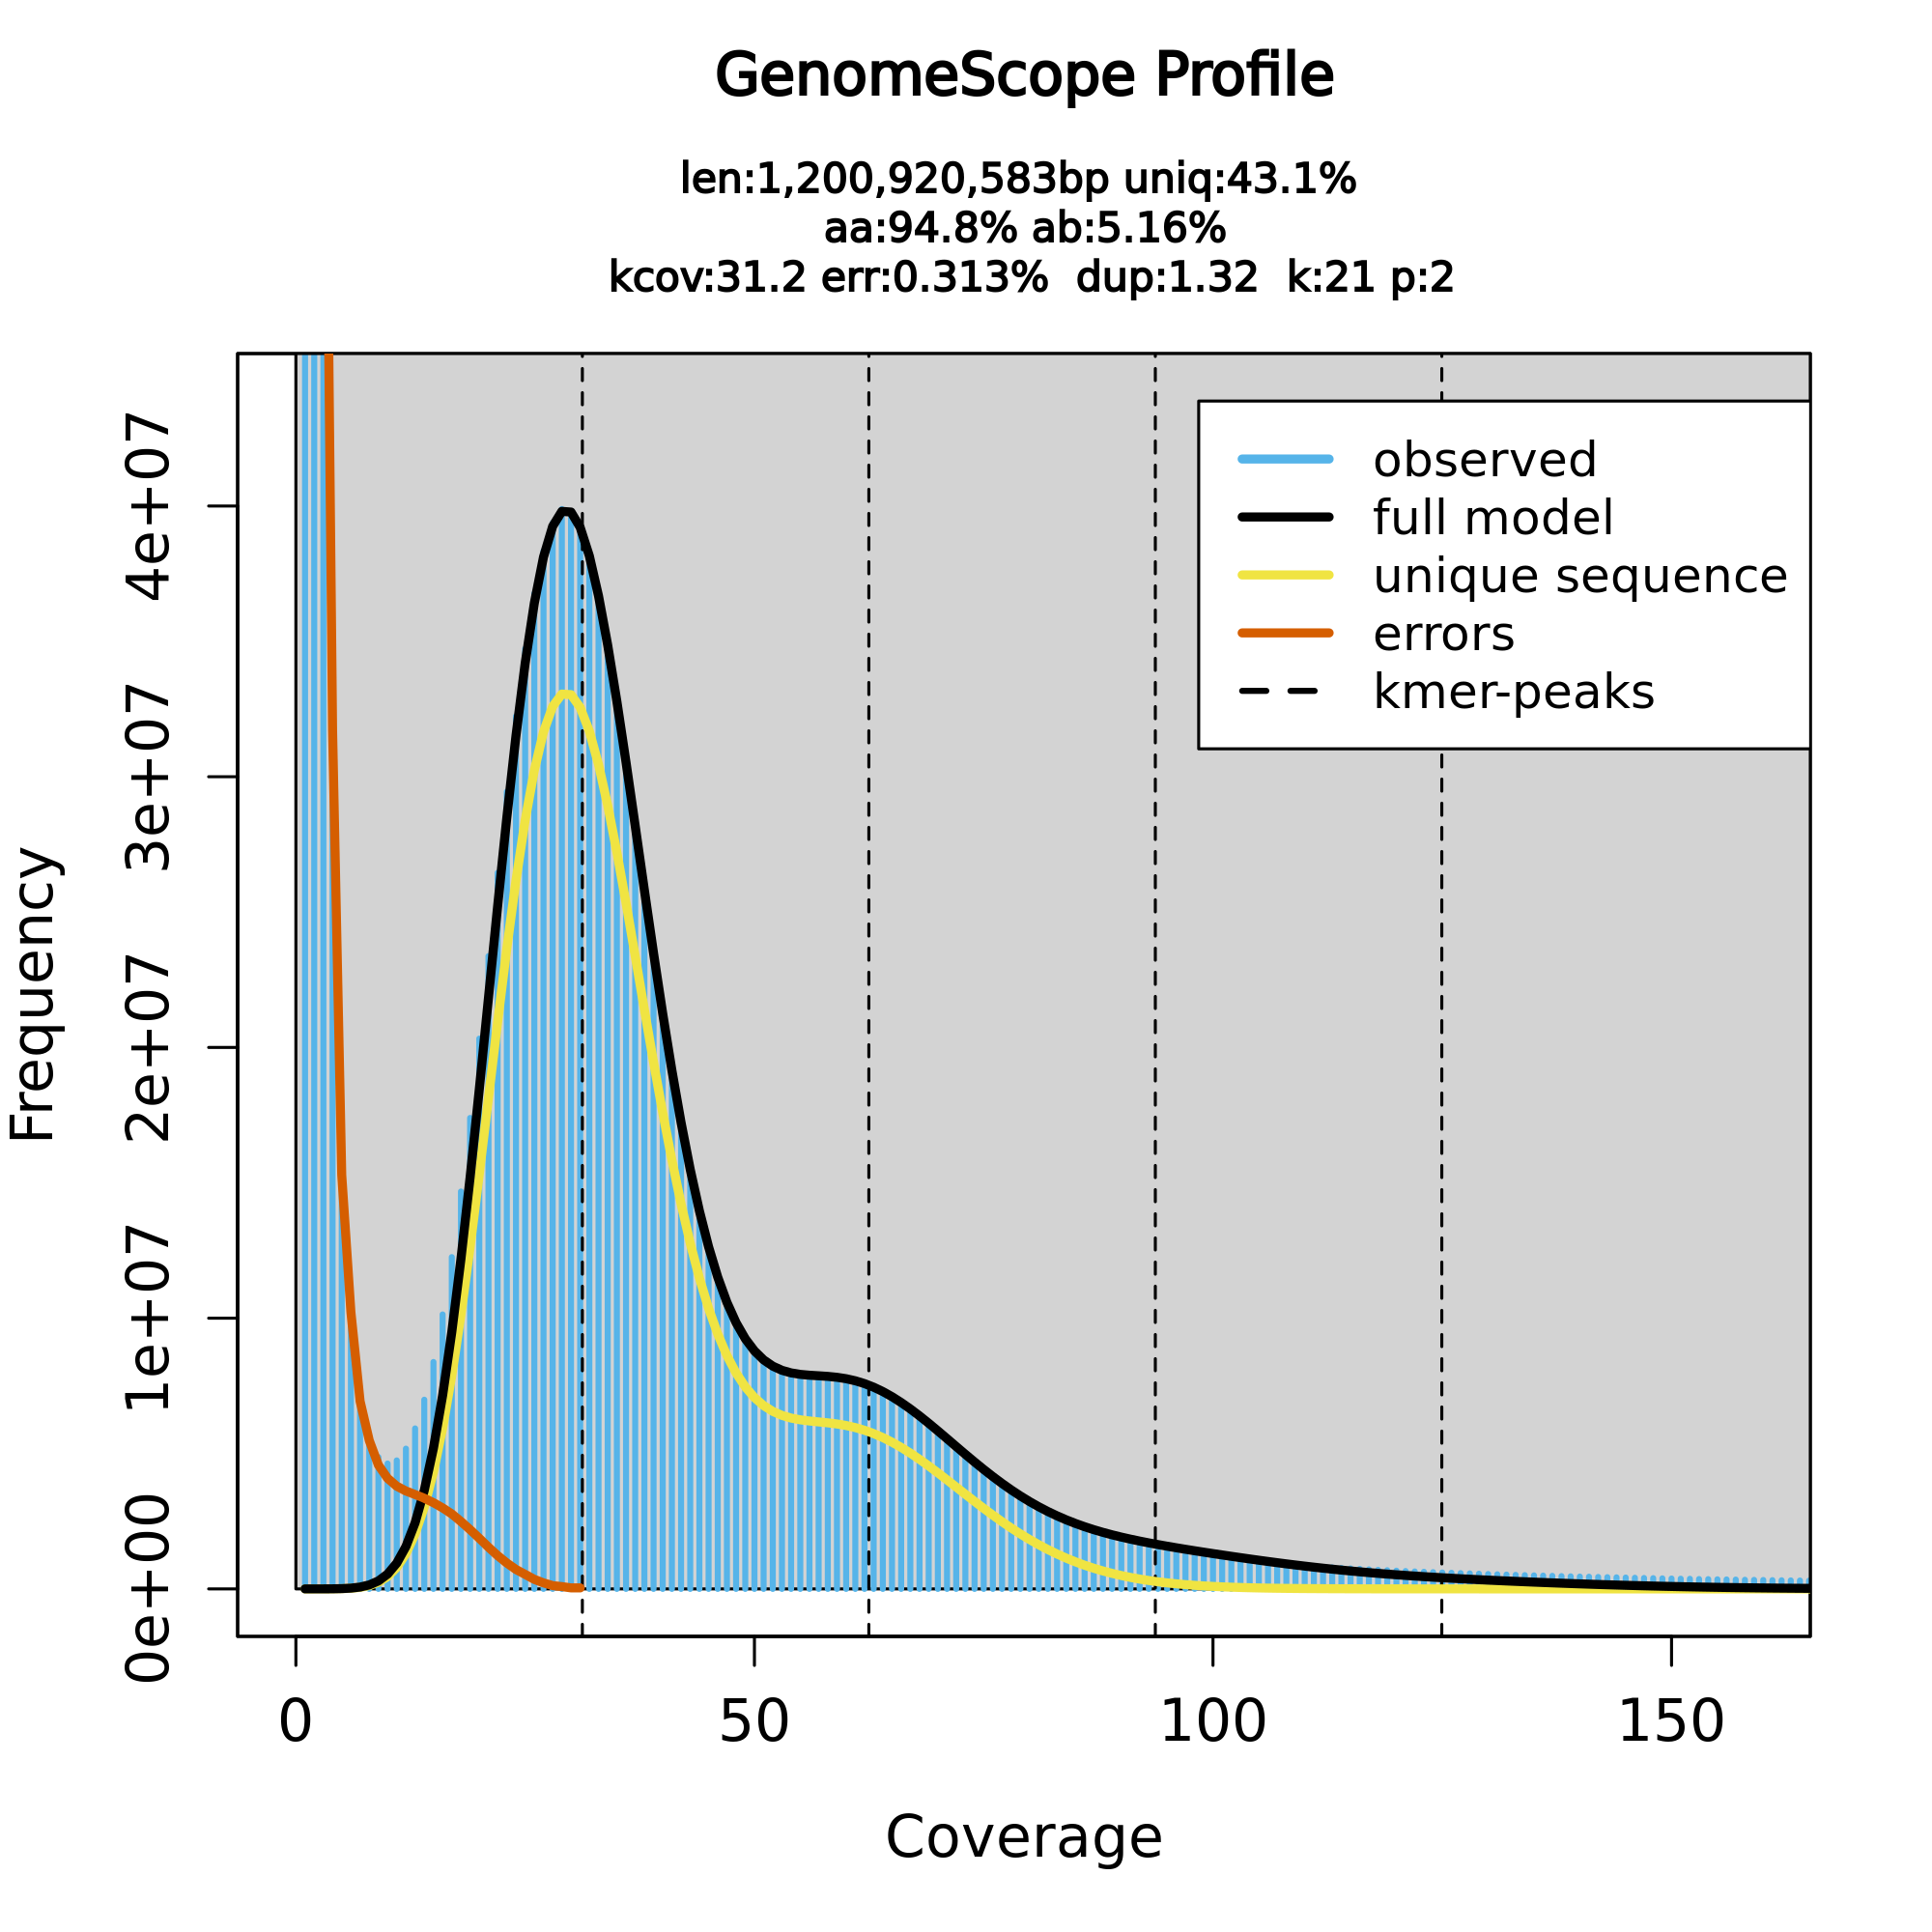 GenomeScope Profile
len:1,200,920,583bp uniq:43.1%
aa:94.8% ab:5.16%
kcov:31.2 err:0.313% dup:1.32 k:21 p:2
observed
full model
unique sequence
errors
kmer-peaks
Frequency
4e+07
3e+07
2e+07
1e+07
0e+00
0 50 100 150
Coverage